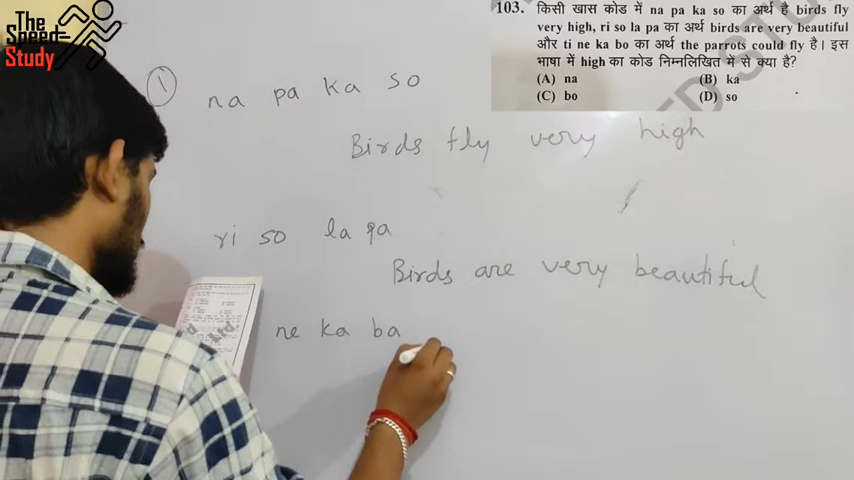 The
Speed
Study
103. किसी खास कोड में na pa ka so का अर्थ है birds fly
very high, ri so la pa का अर्थ birds are very beautiful
और ti ne ka bo का अर्थ the parrots could fly है। इस
भाषा में high का कोड निम्नलिखित में से क्या है?
(A) na (B) ka
(C) bo (D) so
1 na pa ka so
Birds fly very high
ri so la pa
Birds are very beautiful
ne ka ba